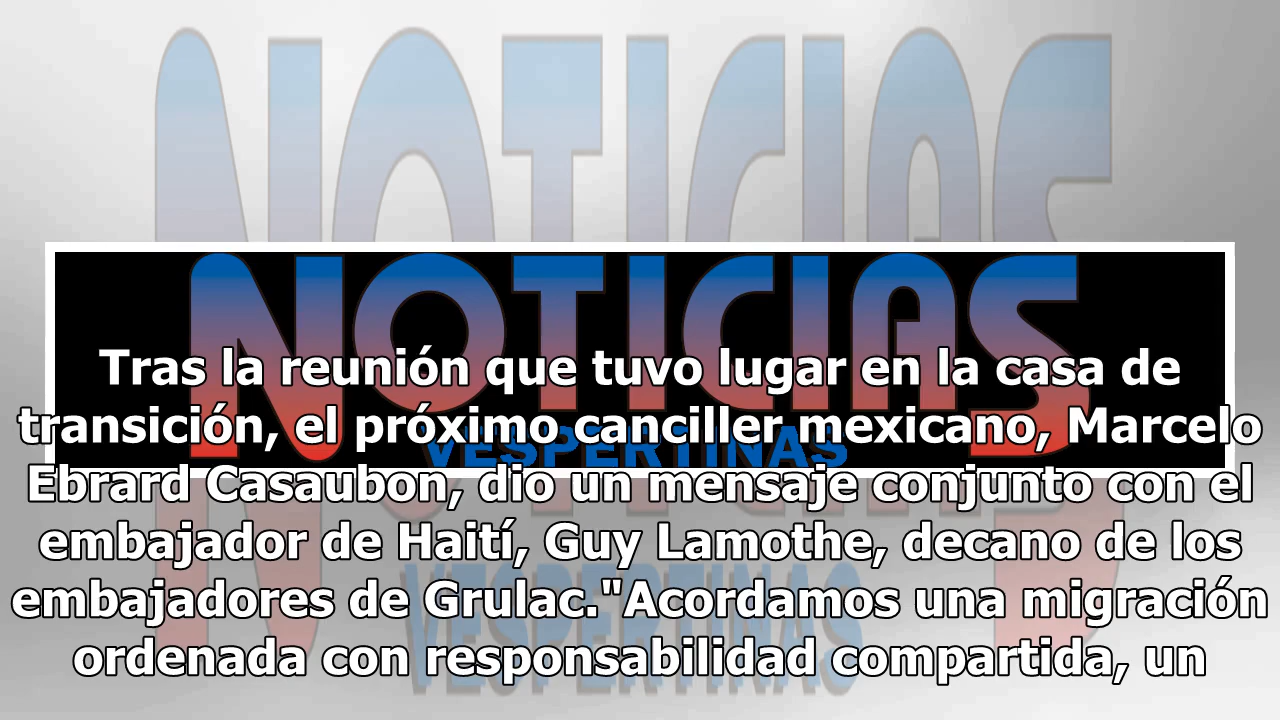 NOTICIAS
NOTICIAS
VESPERTINAS
Tras la reunión que tuvo lugar en la casa de
transición, el próximo canciller mexicano, Marcelo
Ebrard Casaubon, dio un mensaje conjunto con el
embajador de Haití, Guy Lamothe, decano de los
embajadores de Grulac."Acordamos una migración
ordenada con responsabilidad compartida, un
VESPERTINAS